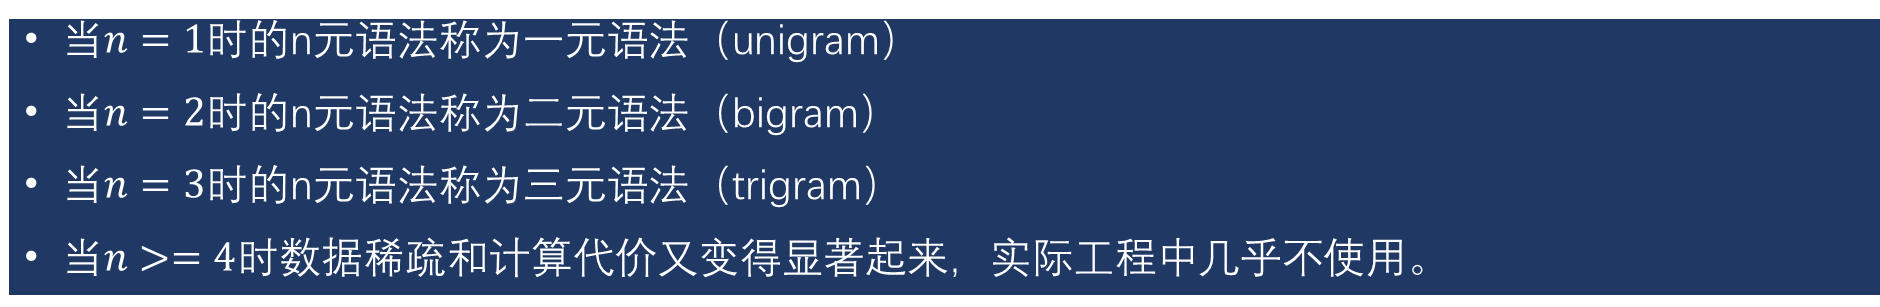 • 当n = 1时的n元语法称为一元语法（unigram）
• 当n = 2时的n元语法称为二元语法（bigram）
• 当n = 3时的n元语法称为三元语法（trigram）
• 当n >= 4时数据稀疏和计算代价又变得显著起来，实际工程中几乎不使用。